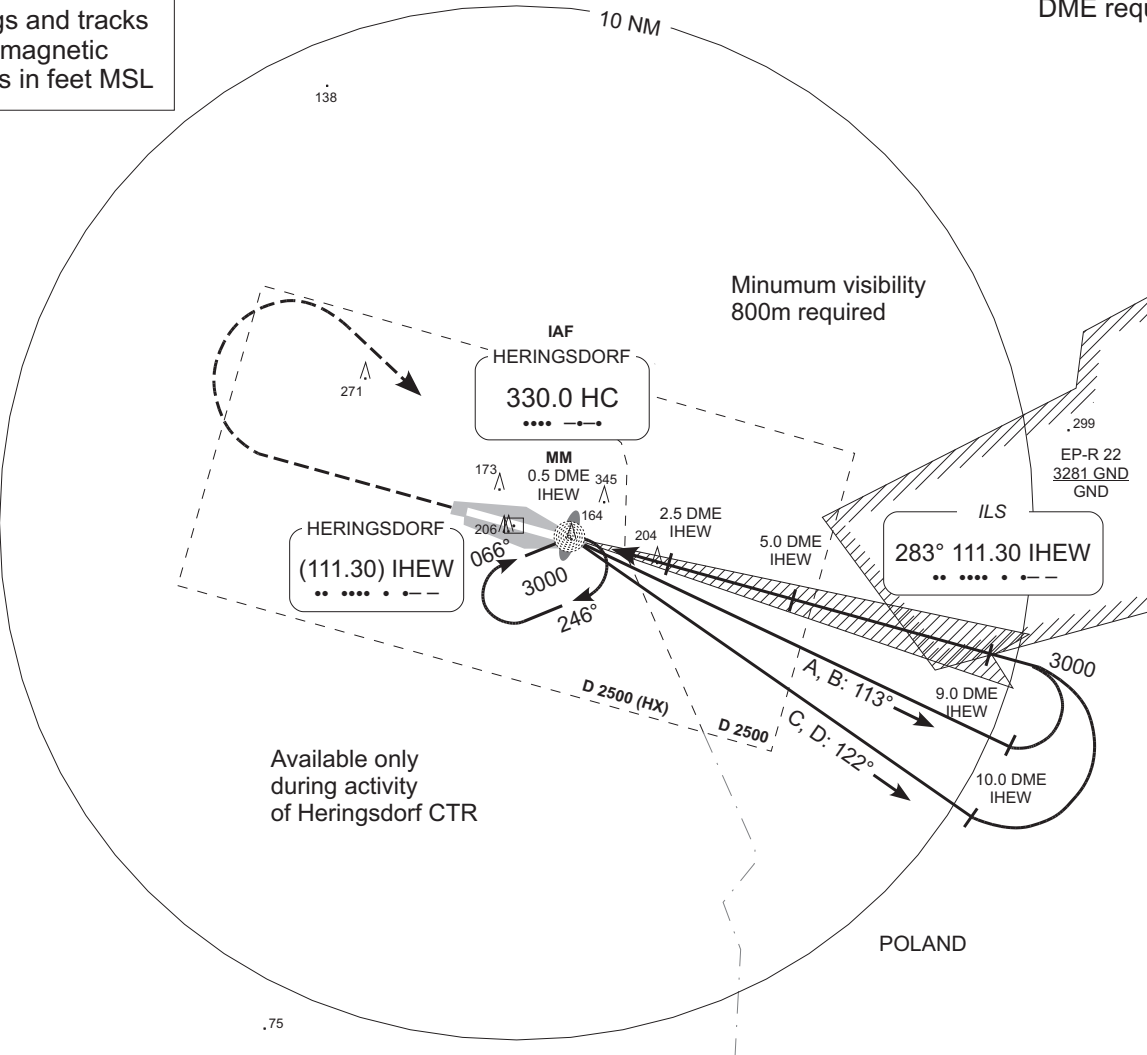 gs and tracks
magnetic
s in feet MSL
10 NM
DME requ
138
Minumum visibility
800m required
IAF
HERINGSDORF
330.0 HC
271
299
EP-R 22
3281 GND
GND
MM
0.5 DME
IHEW
173
345
164
206
2.5 DME
IHEW
204
5.0 DME
IHEW
ILS
283° 111.30 IHEW
HERINGSDORF
(111.30) IHEW
066°
3000
246°
3000
A, B: 113°
9.0 DME
IHEW
C, D: 122°
10.0 DME
IHEW
D 2500 (HX)
D 2500
Available only
during activity
of Heringsdorf CTR
POLAND
75